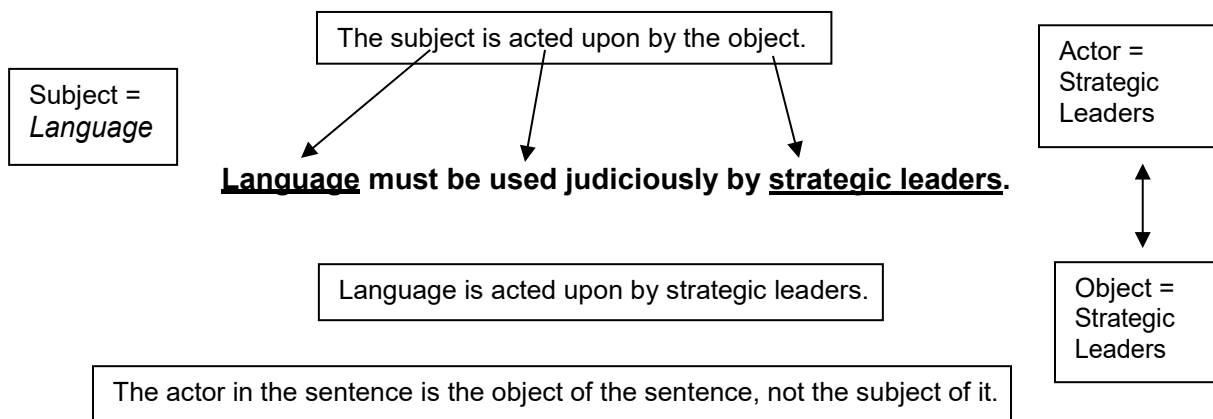 The subject is acted upon by the object.
Actor =
Strategic
Leaders
Subject =
Language
Language must be used judiciously by strategic leaders.
Language is acted upon by strategic leaders.
Object =
Strategic
Leaders
The actor in the sentence is the object of the sentence, not the subject of it.